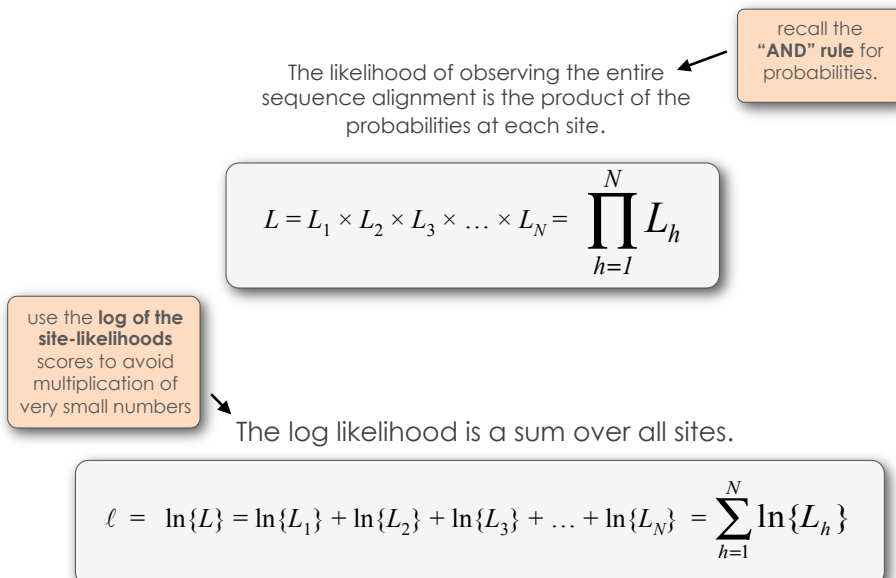 recall the
“AND” rule for
probabilities.
The likelihood of observing the entire
sequence alignment is the product of the
probabilities at each site.
L = L₁ × L₂ × L₃ × … × L_N = ∏_{h=1}^{N} L_h
use the log of the
site-likelihoods
scores to avoid
multiplication of
very small numbers
The log likelihood is a sum over all sites.
ℓ = ln{L} = ln{L₁} + ln{L₂} + ln{L₃} + … + ln{L_N} = ∑_{h=1}^{N} ln{L_h}